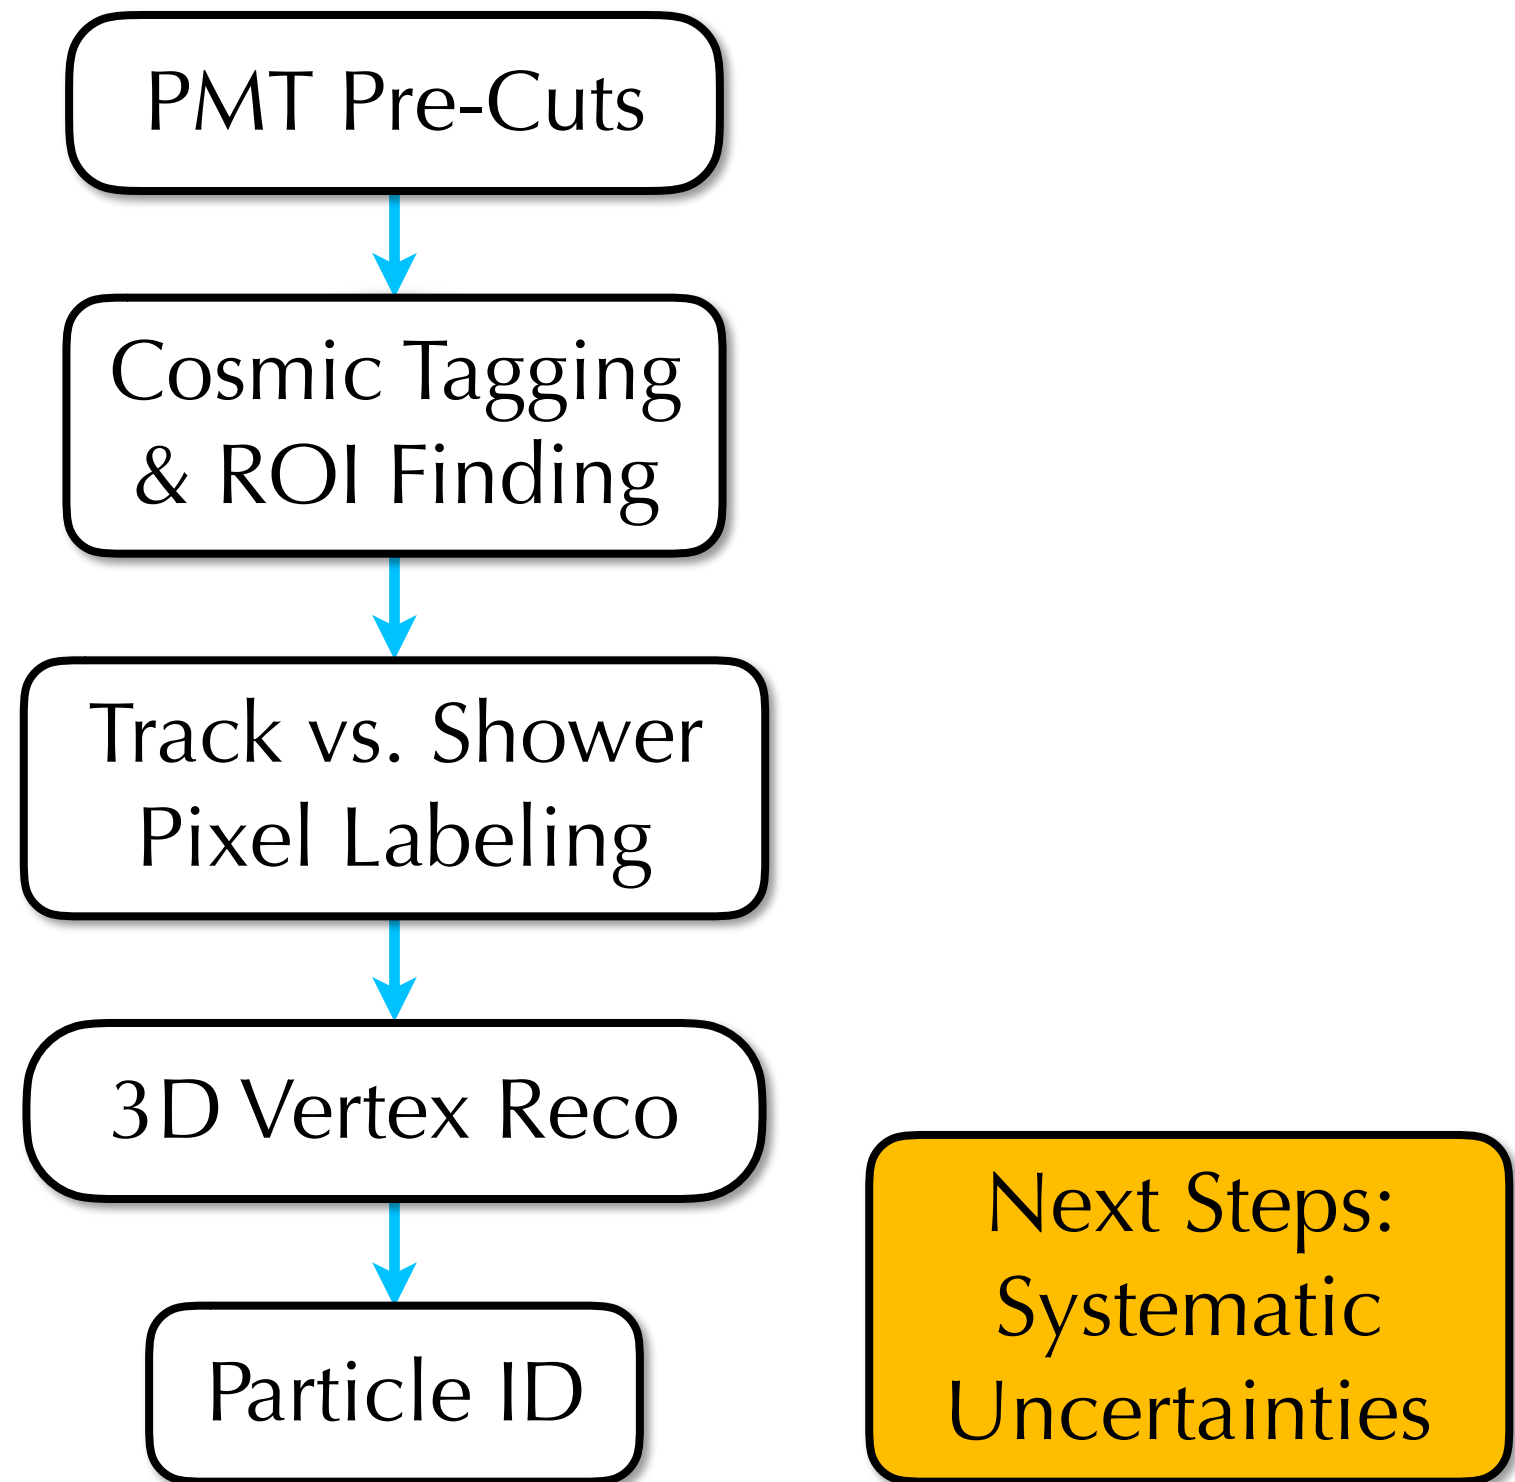 PMT Pre-Cuts
Cosmic Tagging
& ROI Finding
Track vs. Shower
Pixel Labeling
3D Vertex Reco
Particle ID
Next Steps:
Systematic
Uncertainties